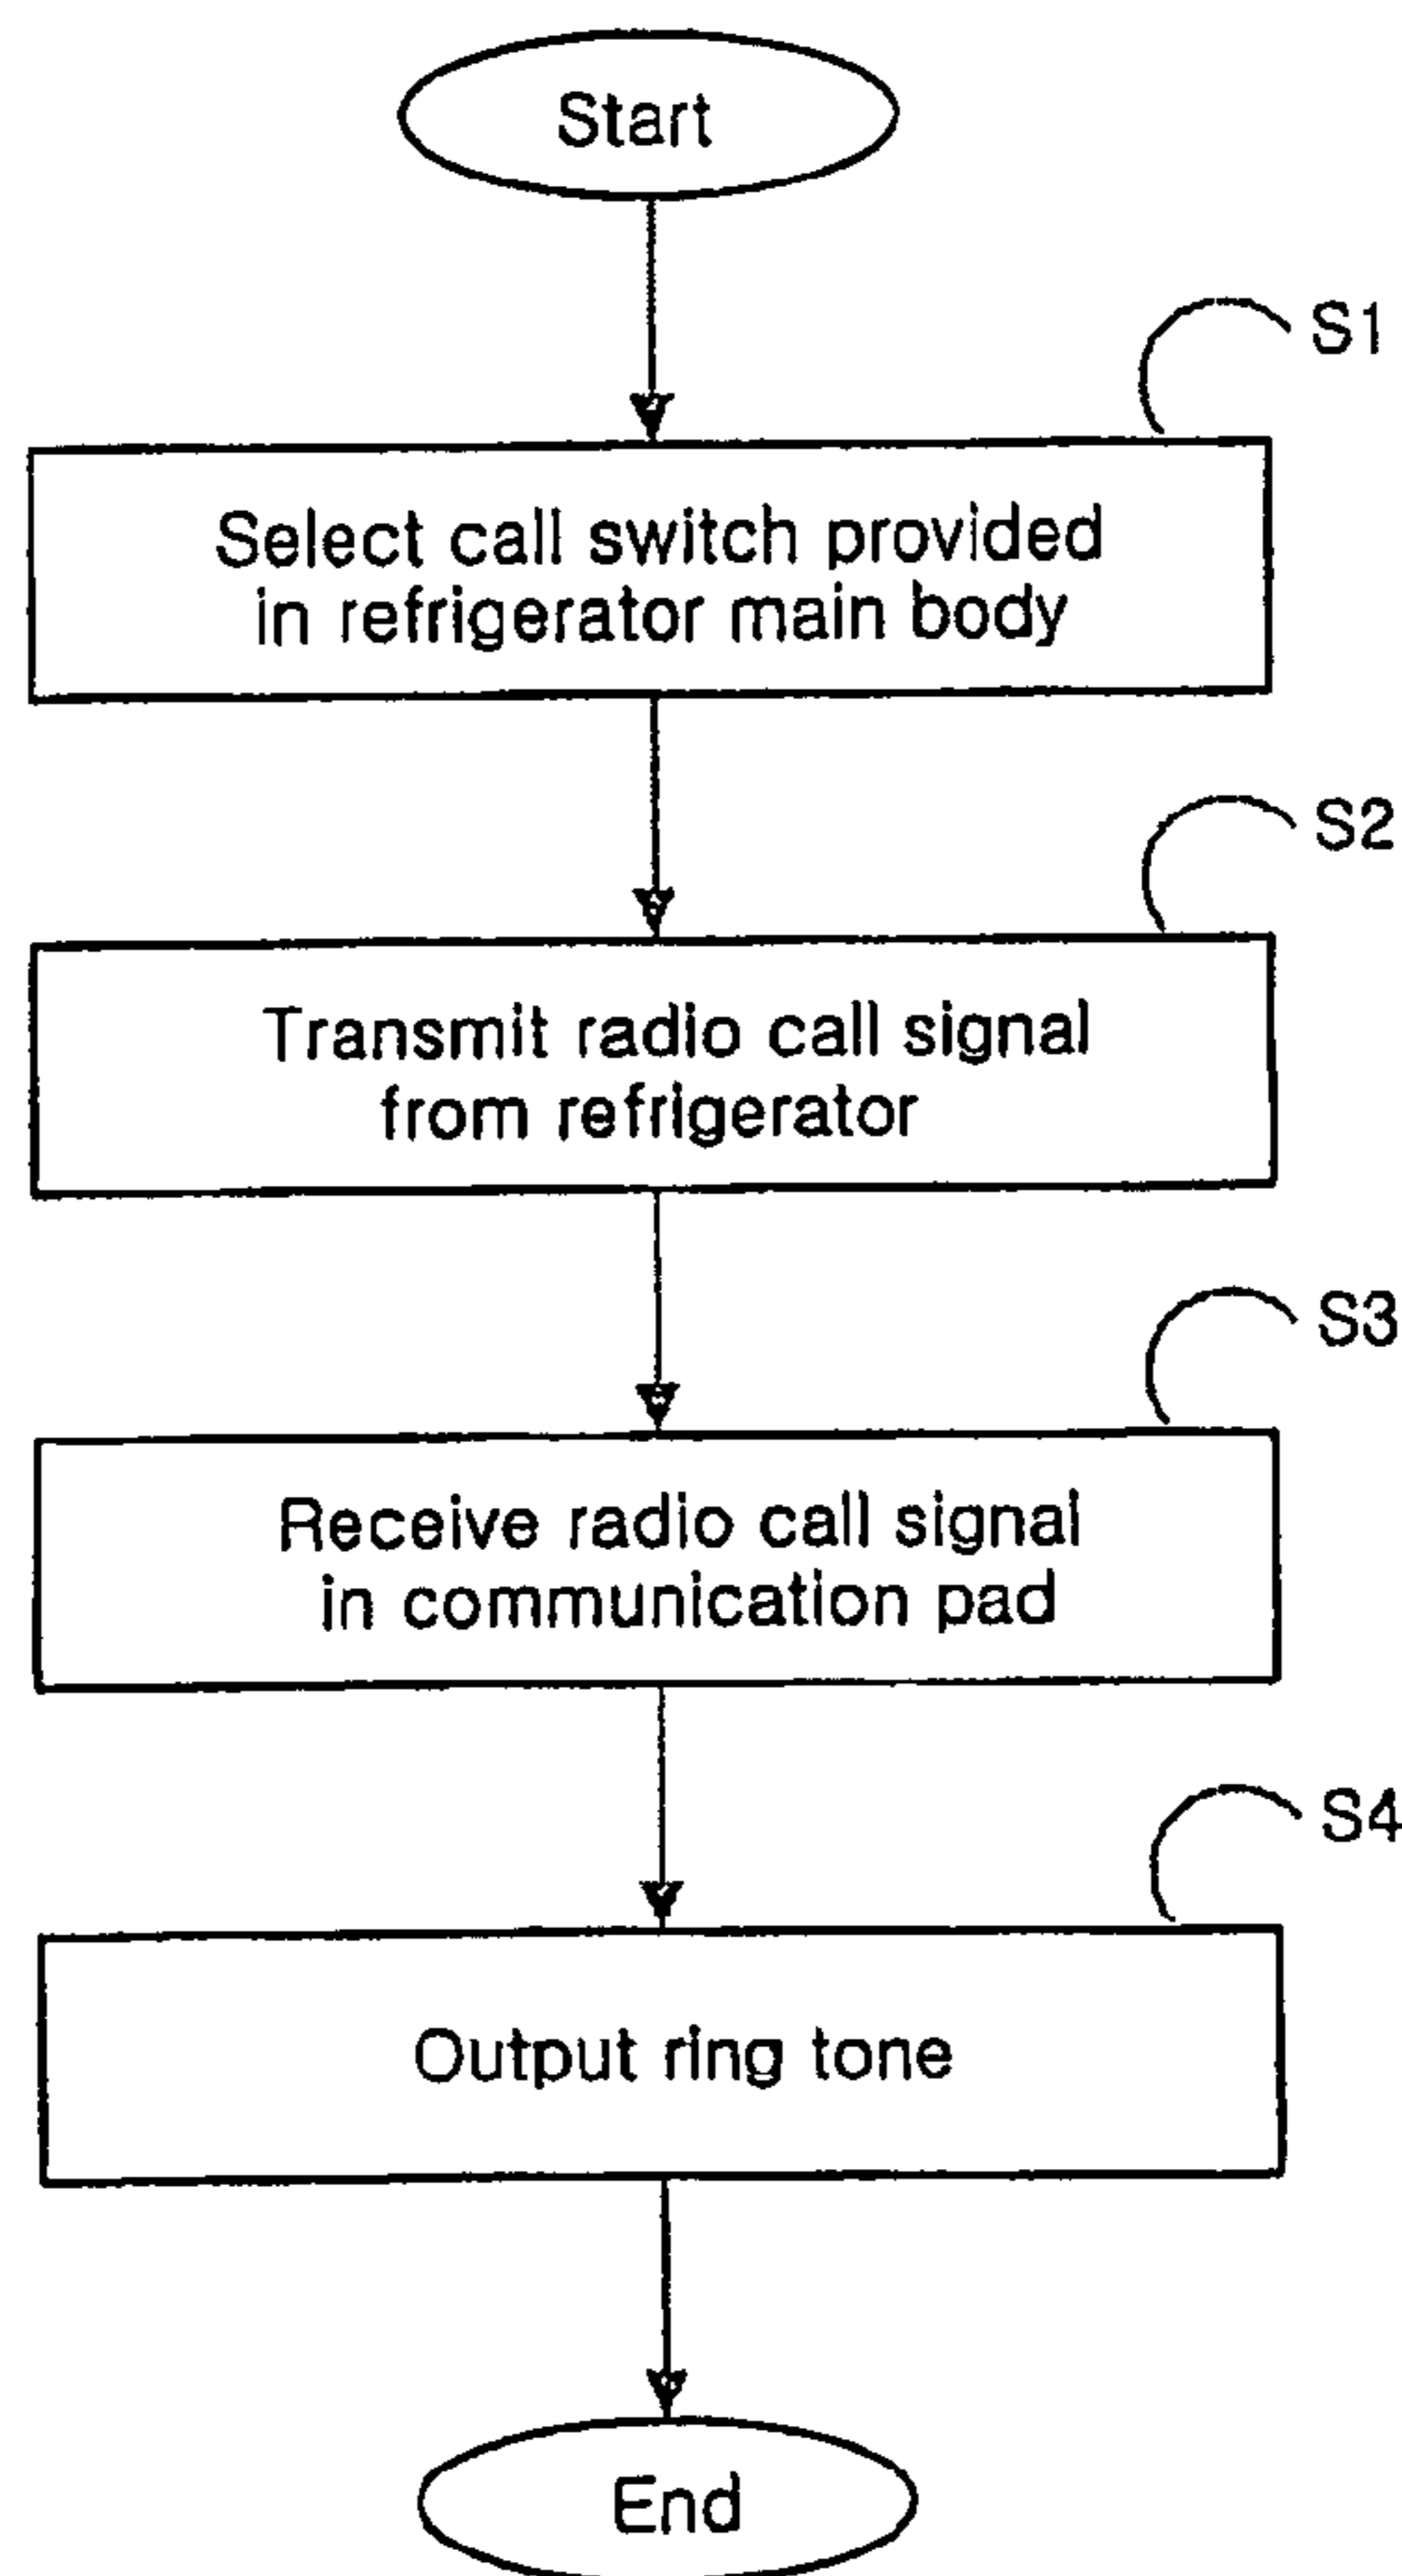 Start
S1
Select call switch provided
in refrigerator main body
S2
Transmit radio call signal
from refrigerator
S3
Receive radio call signal
in communication pad
S4
Output ring tone
End